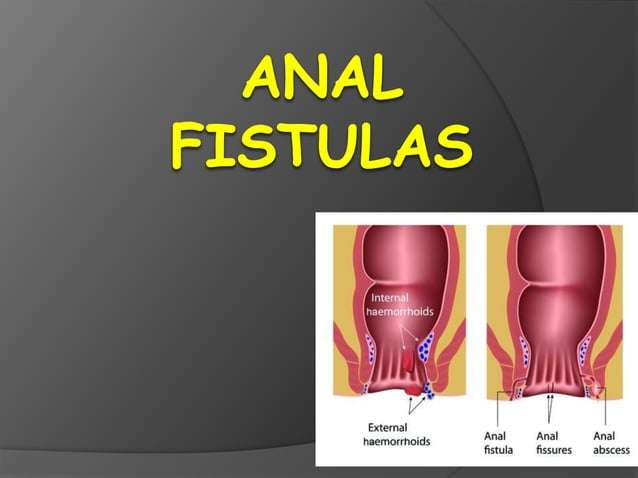 ANAL
FISTULAS
Internal
haemorrhoids
External
haemorrhoids
Anal
fistula
Anal
fissures
Anal
abscess